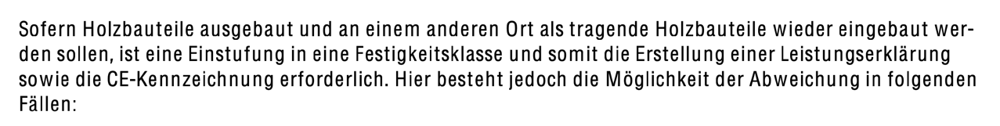 Sofern Holzbauteile ausgebaut und an einem anderen Ort als tragende Holzbauteile wieder eingebaut wer-
den sollen, ist eine Einstufung in eine Festigkeitsklasse und somit die Erstellung einer Leistungserklärung
sowie die CE-Kennzeichnung erforderlich. Hier besteht jedoch die Möglichkeit der Abweichung in folgenden
Fällen: